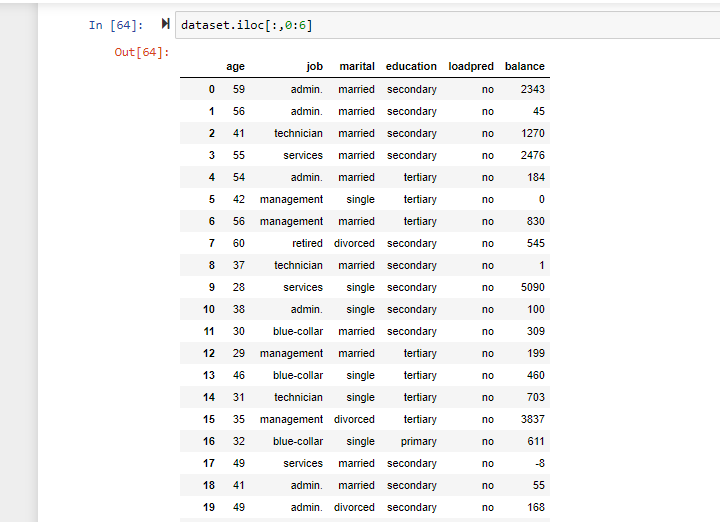 In [64]: dataset.iloc[:,0:6]
Out[64]:
age job marital education loadpred balance
0 59 admin. married secondary no 2343
1 56 admin. married secondary no 45
2 41 technician married secondary no 1270
3 55 services married secondary no 2476
4 54 admin. married tertiary no 184
5 42 management single tertiary no 0
6 56 management married tertiary no 830
7 60 retired divorced secondary no 545
8 37 technician married secondary no 1
9 28 services single secondary no 5090
10 38 admin. single secondary no 100
11 30 blue-collar married secondary no 309
12 29 management married tertiary no 199
13 46 blue-collar single tertiary no 460
14 31 technician single tertiary no 703
15 35 management divorced tertiary no 3837
16 32 blue-collar single primary no 611
17 49 services married secondary no -8
18 41 admin. married secondary no 55
19 49 admin. divorced secondary no 168